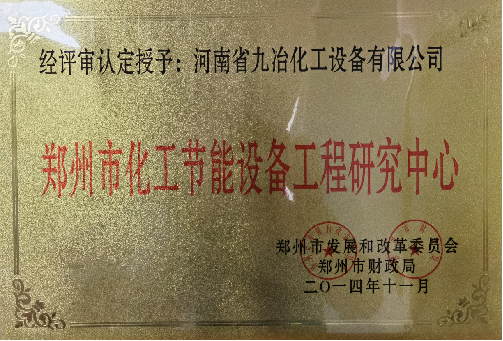 经评审认定授予：河南省九冶化工设备有限公司
郑州市化工节能设备工程研究中心
郑州市发展和改革委员会
郑州市财政局
二〇一四年十一月